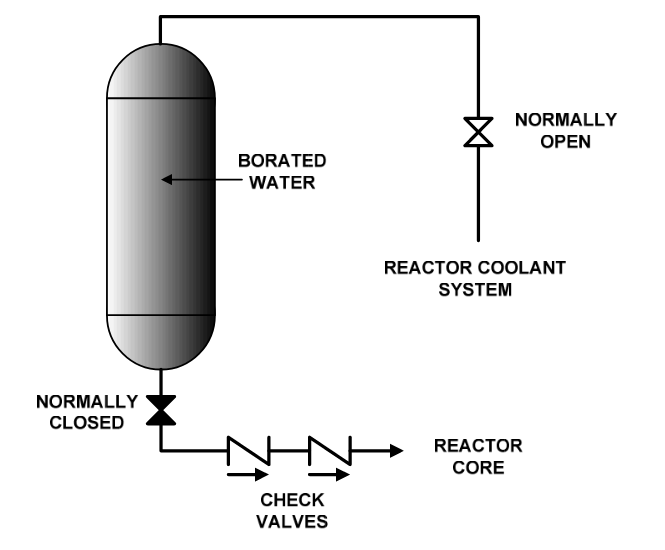 NORMALLY
OPEN
BORATED
WATER
REACTOR COOLANT
SYSTEM
NORMALLY
CLOSED
REACTOR
CORE
CHECK
VALVES